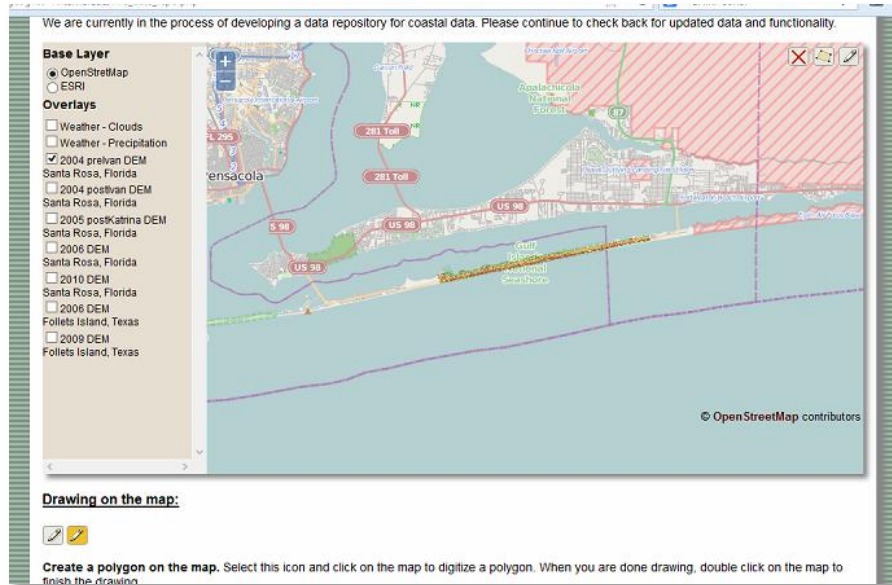 We are currently in the process of developing a data repository for coastal data. Please continue to check back for updated data and functionality.
Base Layer
OpenStretMap
ESRI
Overlays
Weather - Clouds
Weather - Precipitation
2004 preIvan DEM
Santa Rosa, Florida
2004 postIvan DEM
Santa Rosa, Florida
2005 postKatrina DEM
Santa Rosa, Florida
2006 DEM
Santa Rosa, Florida
2010 DEM
Santa Rosa, Florida
2006 DEM
Follets Island, Texas
2009 DEM
Follets Island, Texas
+
−
Apalachicola
National
Forest
87
FL 295
281 Toll
ensacola
281 Toll
US 98
S 98
US 98
US 98
Gulf
Islands
National
Seashore
© OpenStreetMap contributors
Drawing on the map:
Create a polygon on the map. Select this icon and click on the map to digitize a polygon. When you are done drawing, double click on the map to
finish the drawing